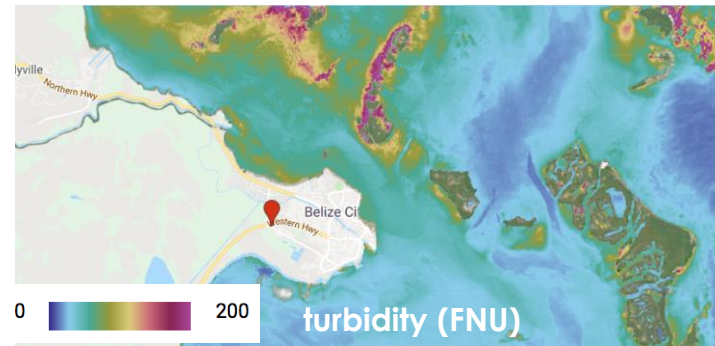 lyville
Northern Hwy
Belize Ci
estern Hwy
0
200
turbidity (FNU)